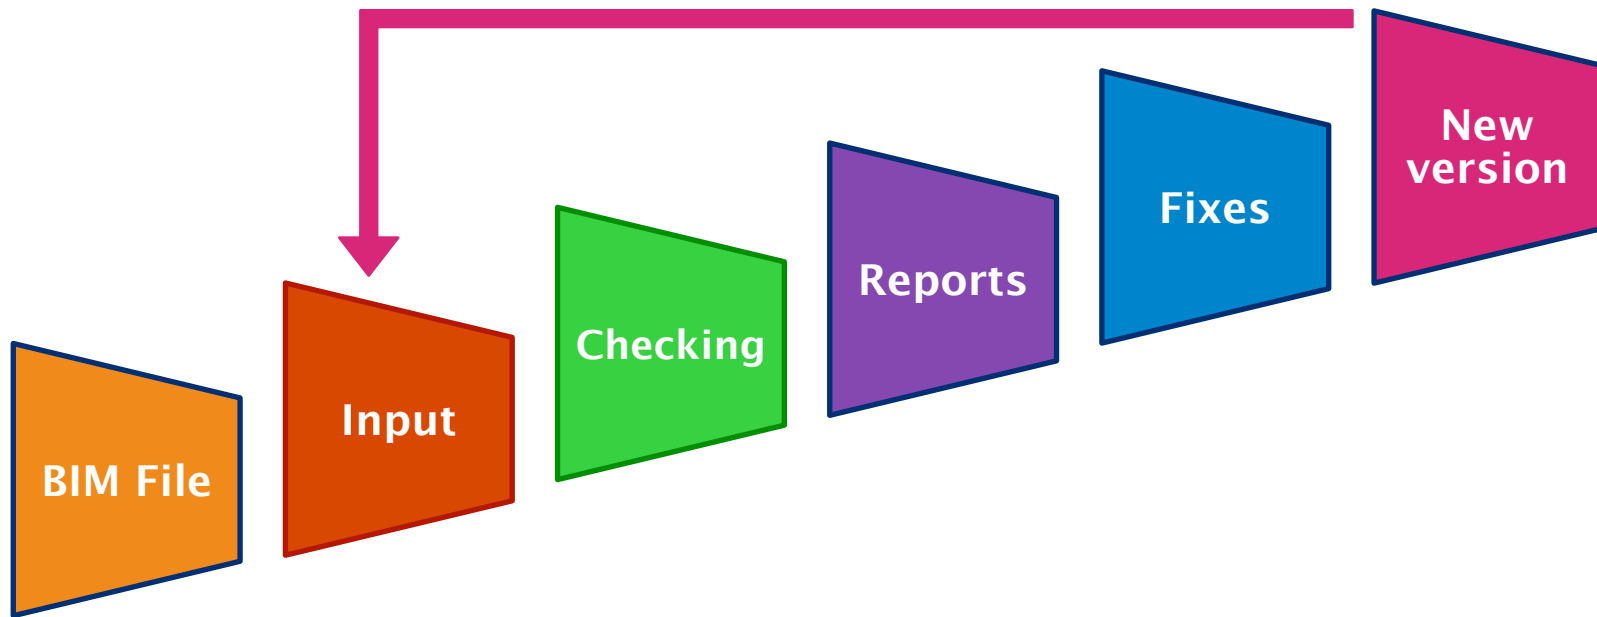 BIM File
Input
Checking
Reports
Fixes
New
version